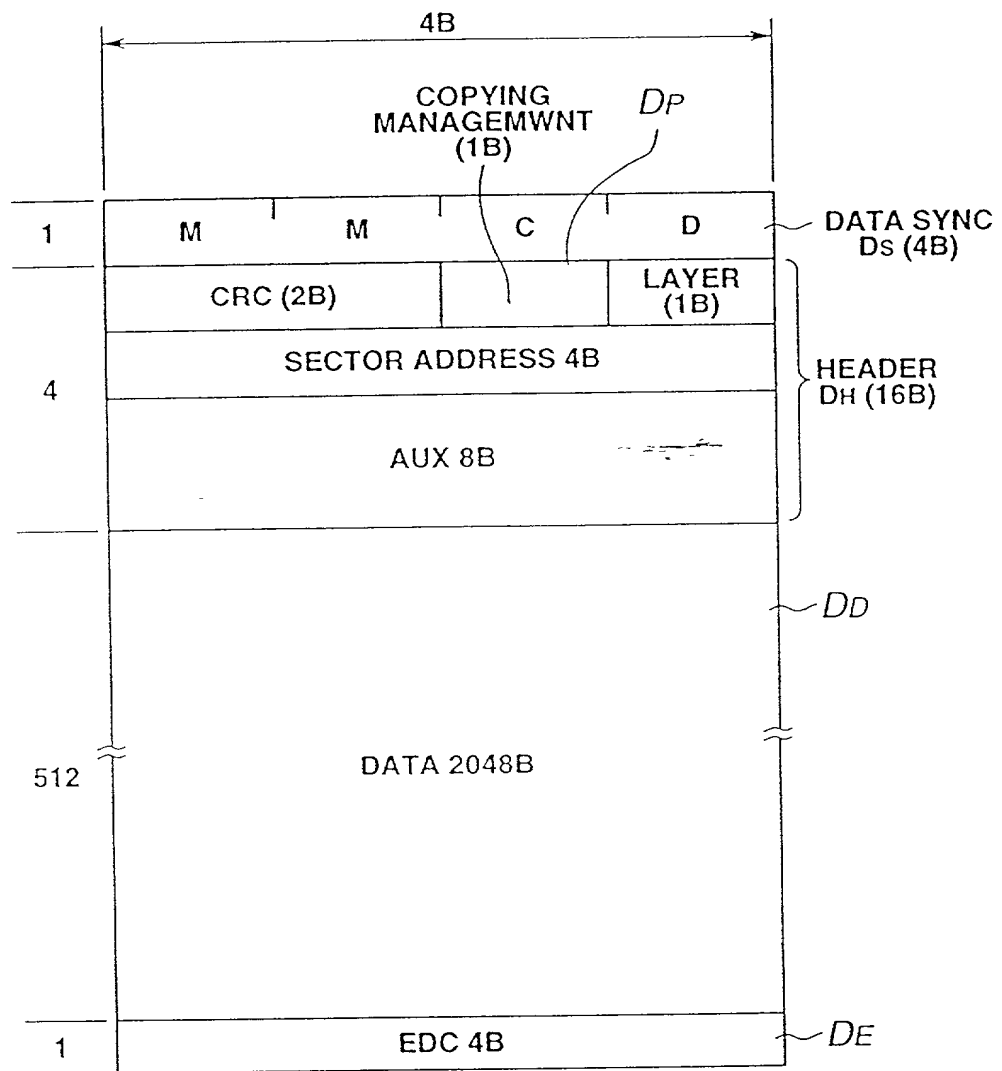 4B
COPYING
MANAGEMWNT
(1B)
DP
1
M
M
C
D
DATA SYNC
DS (4B)
CRC (2B)
LAYER
(1B)
SECTOR ADDRESS 4B
4
HEADER
DH (16B)
AUX 8B
DD
512
DATA 2048B
1
EDC 4B
DE